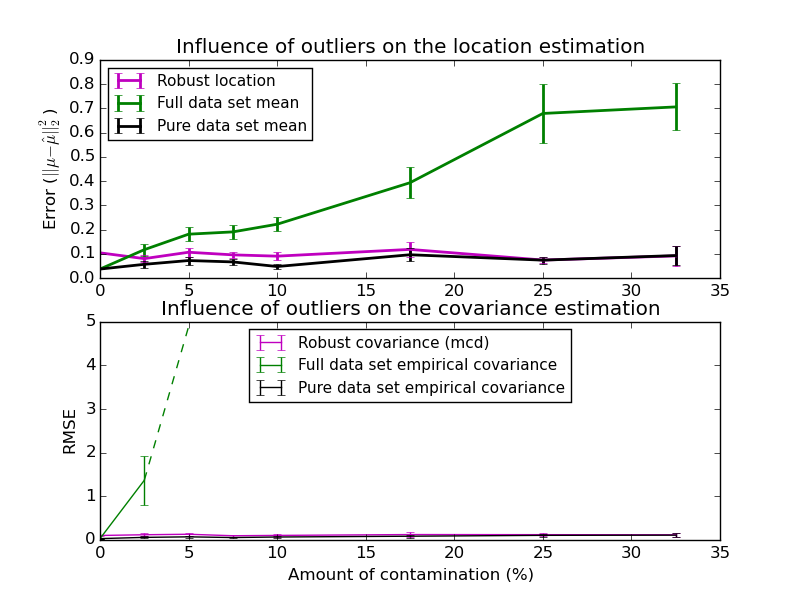 Influence of outliers on the location estimation
0.9
0.8
0.7
0.6
0.5
0.4
0.3
0.2
0.1
0.0
Error (||μ−μ̂||₂²)
Robust location
Full data set mean
Pure data set mean
0 5 10 15 20 25 30 35
Influence of outliers on the covariance estimation
5
4
3
2
1
0
RMSE
Robust covariance (mcd)
Full data set empirical covariance
Pure data set empirical covariance
0 5 10 15 20 25 30 35
Amount of contamination (%)